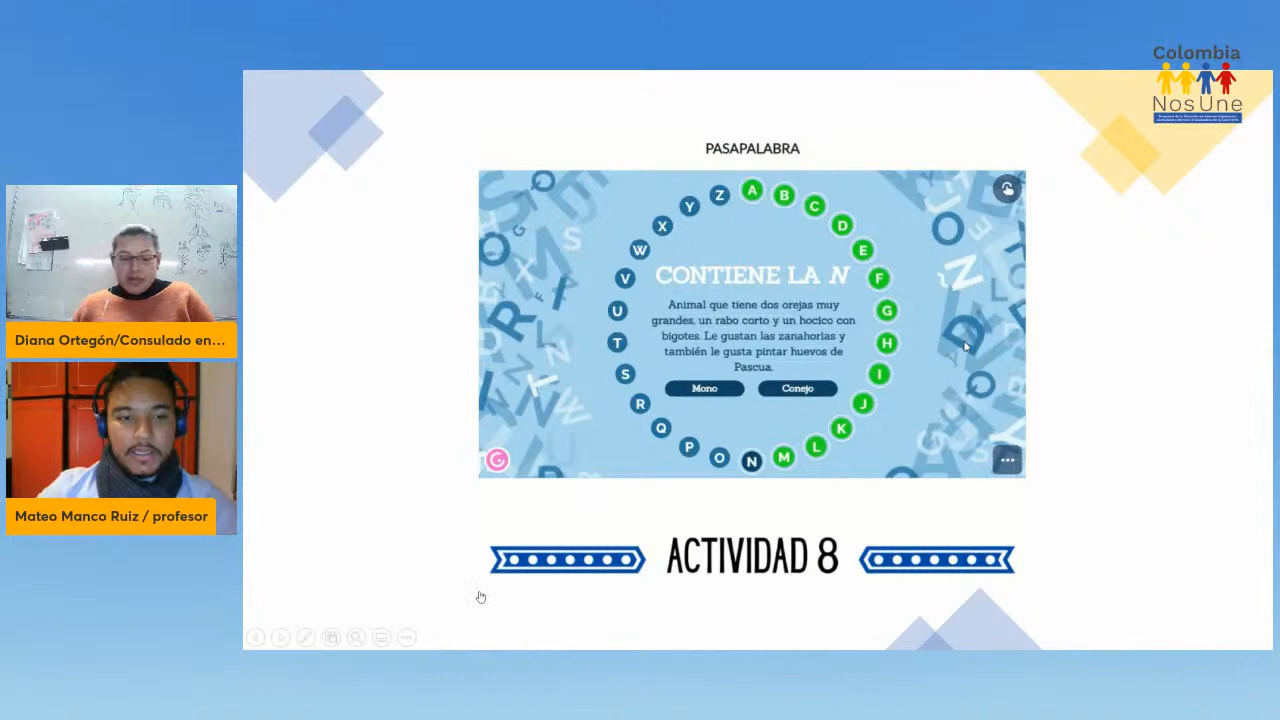 Colombia
NosUne
PASAPALABRA
A
B
C
D
E
F
G
H
I
J
K
L
M
N
O
P
Q
R
S
T
U
V
W
X
Y
Z
CONTIENE LA N
Animal que tiene dos orejas muy
grandes, un rabo corto y un hocico con
bigotes. Le gustan las zanahorias y
también le gusta pintar huevos de
Pascua.
Mono
Conejo
ACTIVIDAD 8
Diana Ortegón/Consulado en...
Mateo Manco Ruiz / profesor